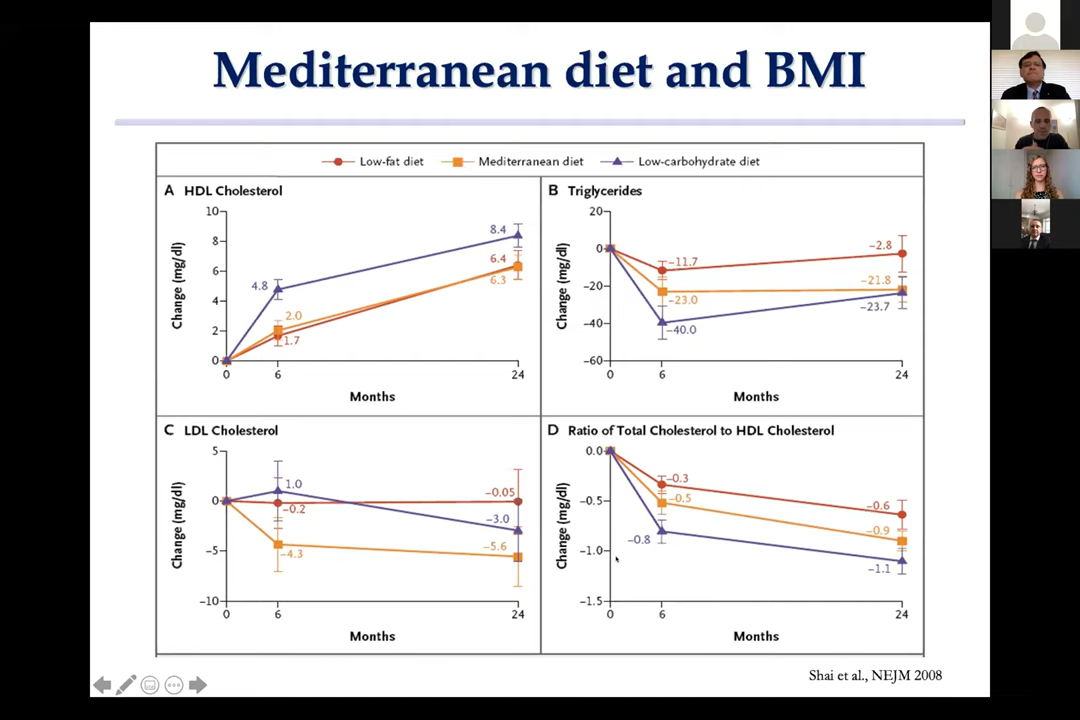 Mediterranean diet and BMI
Low-fat diet Mediterranean diet Low-carbohydrate diet
A HDL Cholesterol
Change (mg/dl)
10
8
6
4
2
0
4.8
2.0
1.7
8.4
6.4
6.3
0 6 24
Months
B Triglycerides
Change (mg/dl)
20
0
−20
−40
−60
−11.7
−23.0
−40.0
−2.8
−21.8
−23.7
0 6 24
Months
C LDL Cholesterol
Change (mg/dl)
5
0
−5
−10
1.0
−0.2
−4.3
−0.05
−3.0
−5.6
0 6 24
Months
D Ratio of Total Cholesterol to HDL Cholesterol
Change (mg/dl)
0.0
−0.5
−1.0
−1.5
−0.3
−0.5
−0.8
−0.6
−0.9
−1.1
0 6 24
Months
Shai et al., NEJM 2008